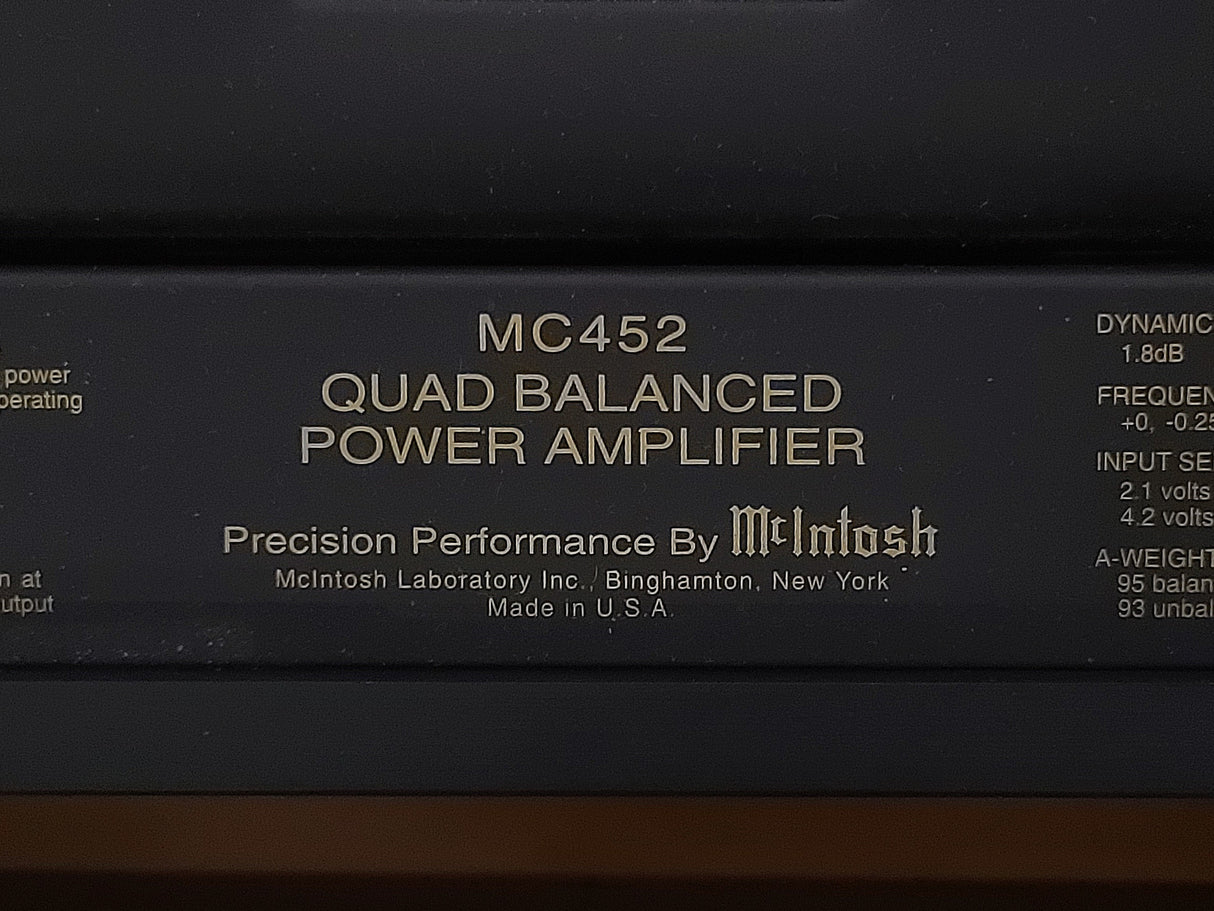 MC452
QUAD BALANCED
POWER AMPLIFIER
Precision Performance By McIntosh
McIntosh Laboratory Inc., Binghamton, New York
Made in U.S.A.
power
n at
utput
DYNAMIC
1.8dB
FREQUEN
+0, -0.25
INPUT SE
2.1 volts
4.2 volts
A-WEIGHT
95 balan
93 unbal